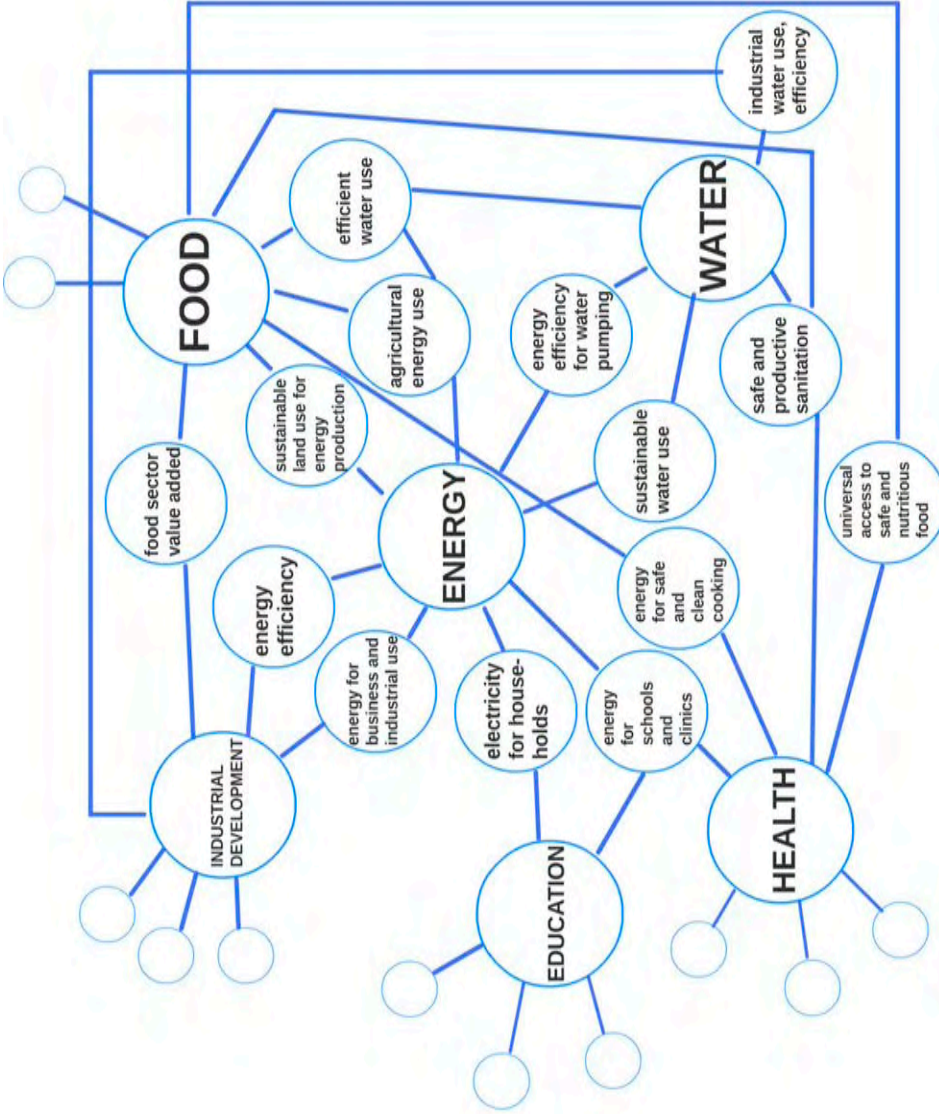 FOOD
efficient
water use
agricultural
energy use
sustainable
land use for
energy
production
food sector
value added
industrial
water use,
efficiency
WATER
energy
efficiency
for water
pumping
safe and
productive
sanitation
sustainable
water use
ENERGY
energy
efficiency
energy for
business and
industrial use
electricity
for house-
holds
energy
for
schools
and
clinics
energy
for safe
and
clean
cooking
universal
access to
safe and
nutritious
food
INDUSTRIAL
DEVELOPMENT
EDUCATION
HEALTH